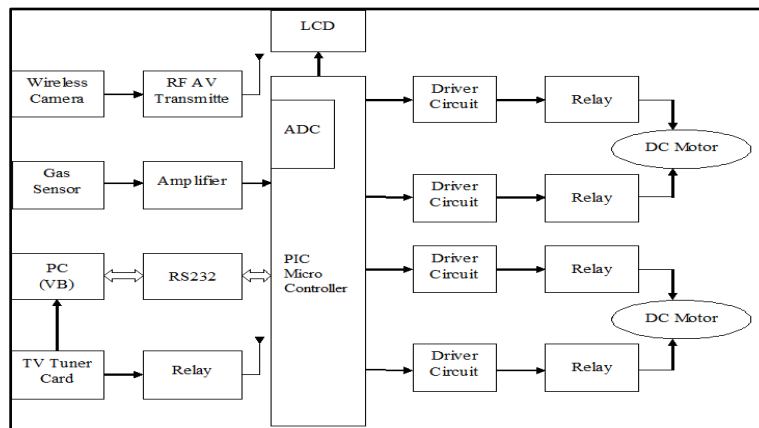 LCD
Wireless
Camera
RF AV
Transmitte
ADC
Driver
Circuit
Relay
DC Motor
Gas
Sensor
Amplifier
Driver
Circuit
Relay
PC
(VB)
RS232
PIC
Micro
Controller
Driver
Circuit
Relay
DC Motor
TV Tuner
Card
Relay
Driver
Circuit
Relay